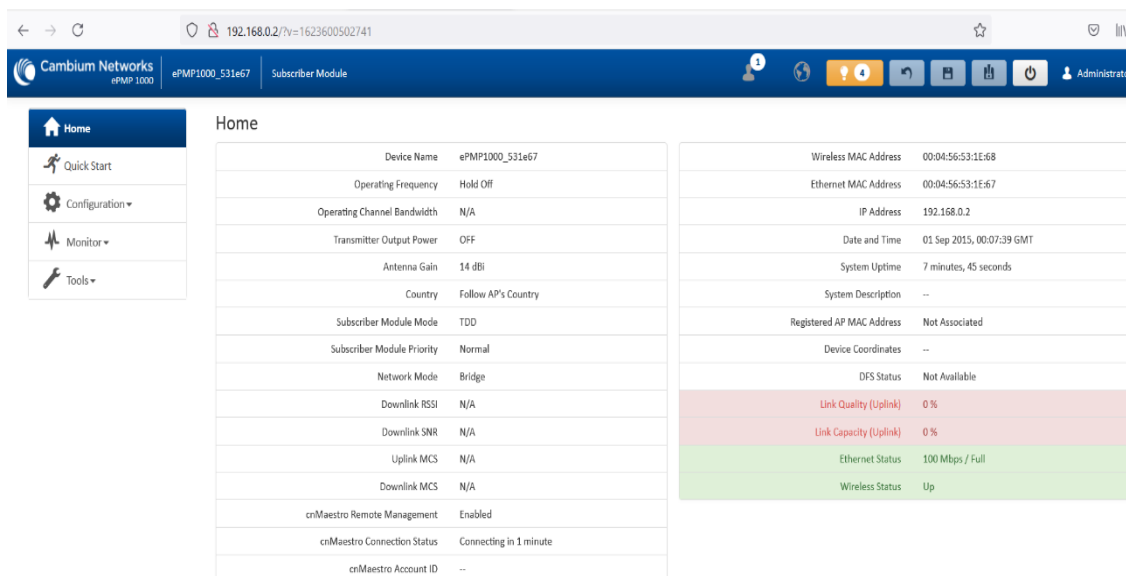 192.168.0.2/?v=1623600502741
Cambium Networks
ePMP 1000
ePMP1000_531e67
Subscriber Module
1
4
Administrato
Home
Quick Start
Configuration
Monitor
Tools
Home
Device Name ePMP1000_531e67
Operating Frequency Hold Off
Operating Channel Bandwidth N/A
Transmitter Output Power OFF
Antenna Gain 14 dBi
Country Follow AP's Country
Subscriber Module Mode TDD
Subscriber Module Priority Normal
Network Mode Bridge
Downlink RSSI N/A
Downlink SNR N/A
Uplink MCS N/A
Downlink MCS N/A
cnMaestro Remote Management Enabled
cnMaestro Connection Status Connecting in 1 minute
cnMaestro Account ID --
Wireless MAC Address 00:04:56:53:1E:68
Ethernet MAC Address 00:04:56:53:1E:67
IP Address 192.168.0.2
Date and Time 01 Sep 2015, 00:07:39 GMT
System Uptime 7 minutes, 45 seconds
System Description --
Registered AP MAC Address Not Associated
Device Coordinates --
DFS Status Not Available
Link Quality (Uplink) 0 %
Link Capacity (Uplink) 0 %
Ethernet Status 100 Mbps / Full
Wireless Status Up